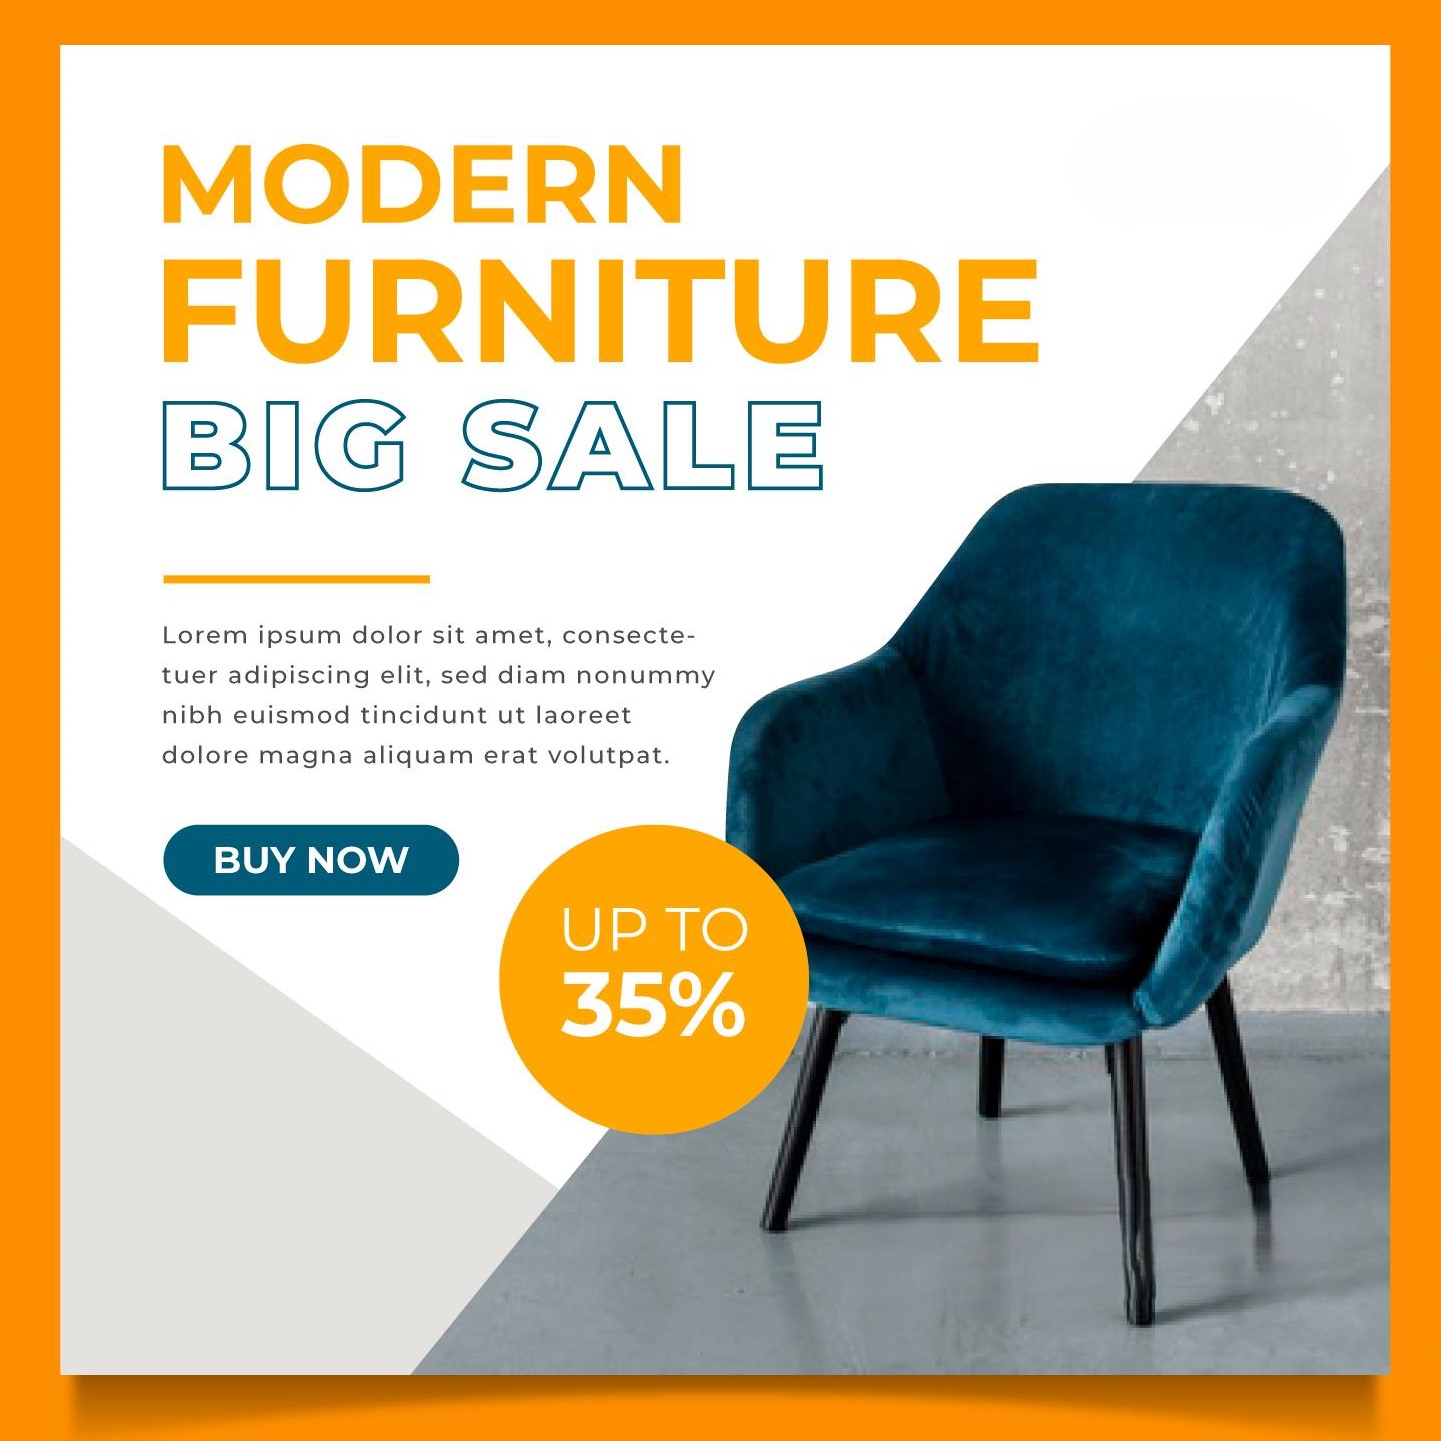 MODERN
FURNITURE
BIG SALE
Lorem ipsum dolor sit amet, consecte-
tuer adipiscing elit, sed diam nonummy
nibh euismod tincidunt ut laoreet
dolore magna aliquam erat volutpat.
BUY NOW
UP TO
35%